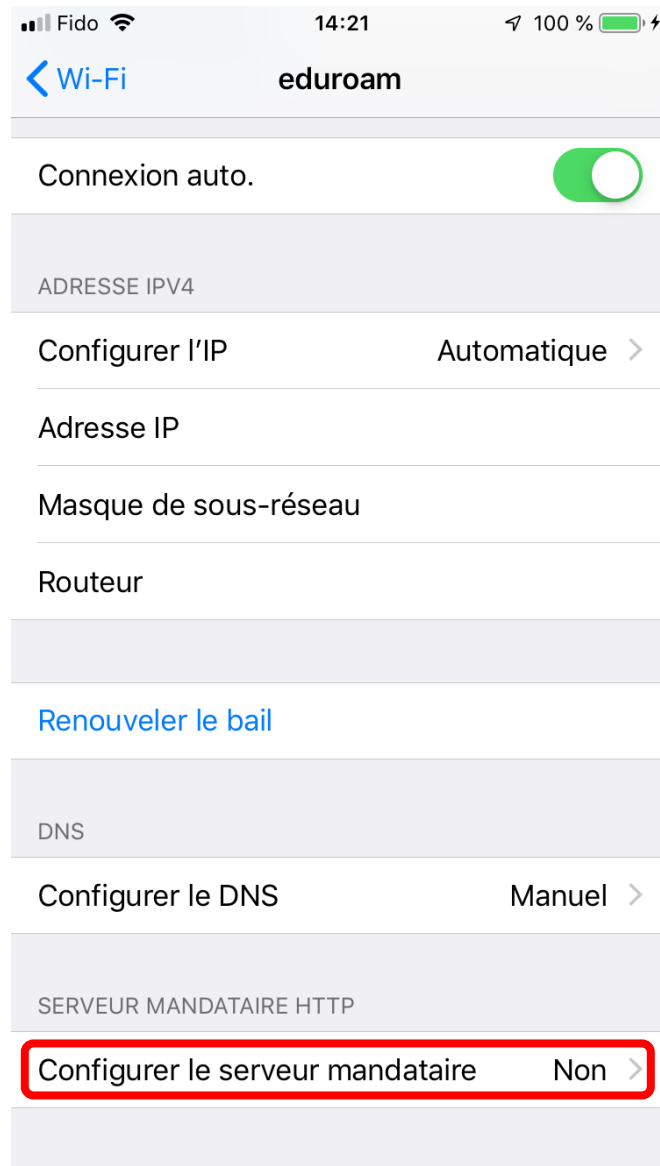 Fido 14:21 100 %
Wi-Fi eduroam
Connexion auto.
ADRESSE IPV4
Configurer l’IP Automatique
Adresse IP
Masque de sous-réseau
Routeur
Renouveler le bail
DNS
Configurer le DNS Manuel
SERVEUR MANDATAIRE HTTP
Configurer le serveur mandataire Non